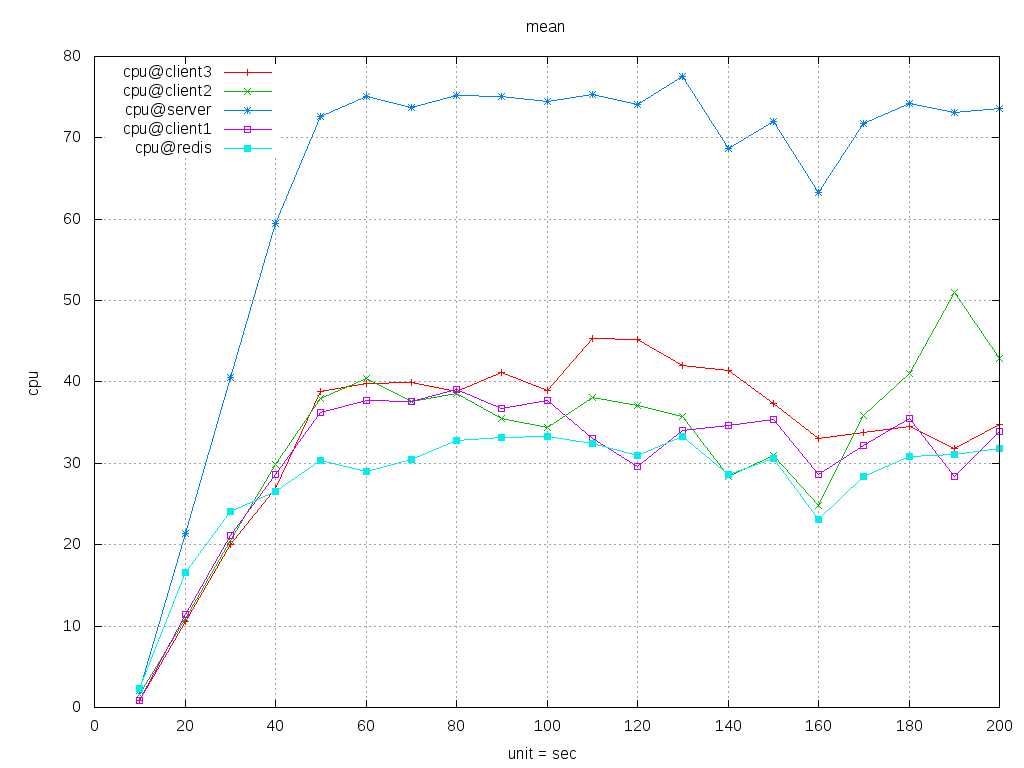 mean
80
70
60
50
40
30
20
10
0
cpu
cpu@client3
cpu@client2
cpu@server
cpu@client1
cpu@redis
0 20 40 60 80 100 120 140 160 180 200
unit = sec